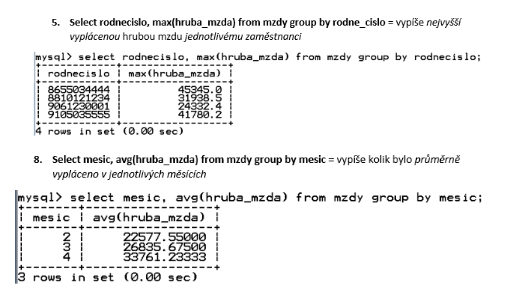 5. Select rodnecislo, max(hruba_mzda) from mzdy group by rodne_cislo = vypíše nejvyšší
vyplácenou hrubou mzdu jednotlivému zaměstnanci
mysql> select rodnecislo, max(hruba_mzda) from mzdy group by rodnecislo;
+------------+-----------------+
| rodnecislo | max(hruba_mzda) |
+------------+-----------------+
| 8655034444 | 45345.0 |
| 8810121234 | 31938.5 |
| 9061230001 | 24332.4 |
| 9105035555 | 41780.2 |
+------------+-----------------+
4 rows in set (0.00 sec)
8. Select mesic, avg(hruba_mzda) from mzdy group by mesic = vypíše kolik bylo průměrně
vypláceno v jednotlivých měsících
mysql> select mesic, avg(hruba_mzda) from mzdy group by mesic;
+-------+-----------------+
| mesic | avg(hruba_mzda) |
+-------+-----------------+
| 2 | 22577.55000 |
| 3 | 26835.67500 |
| 4 | 33761.23333 |
+-------+-----------------+
3 rows in set (0.00 sec)